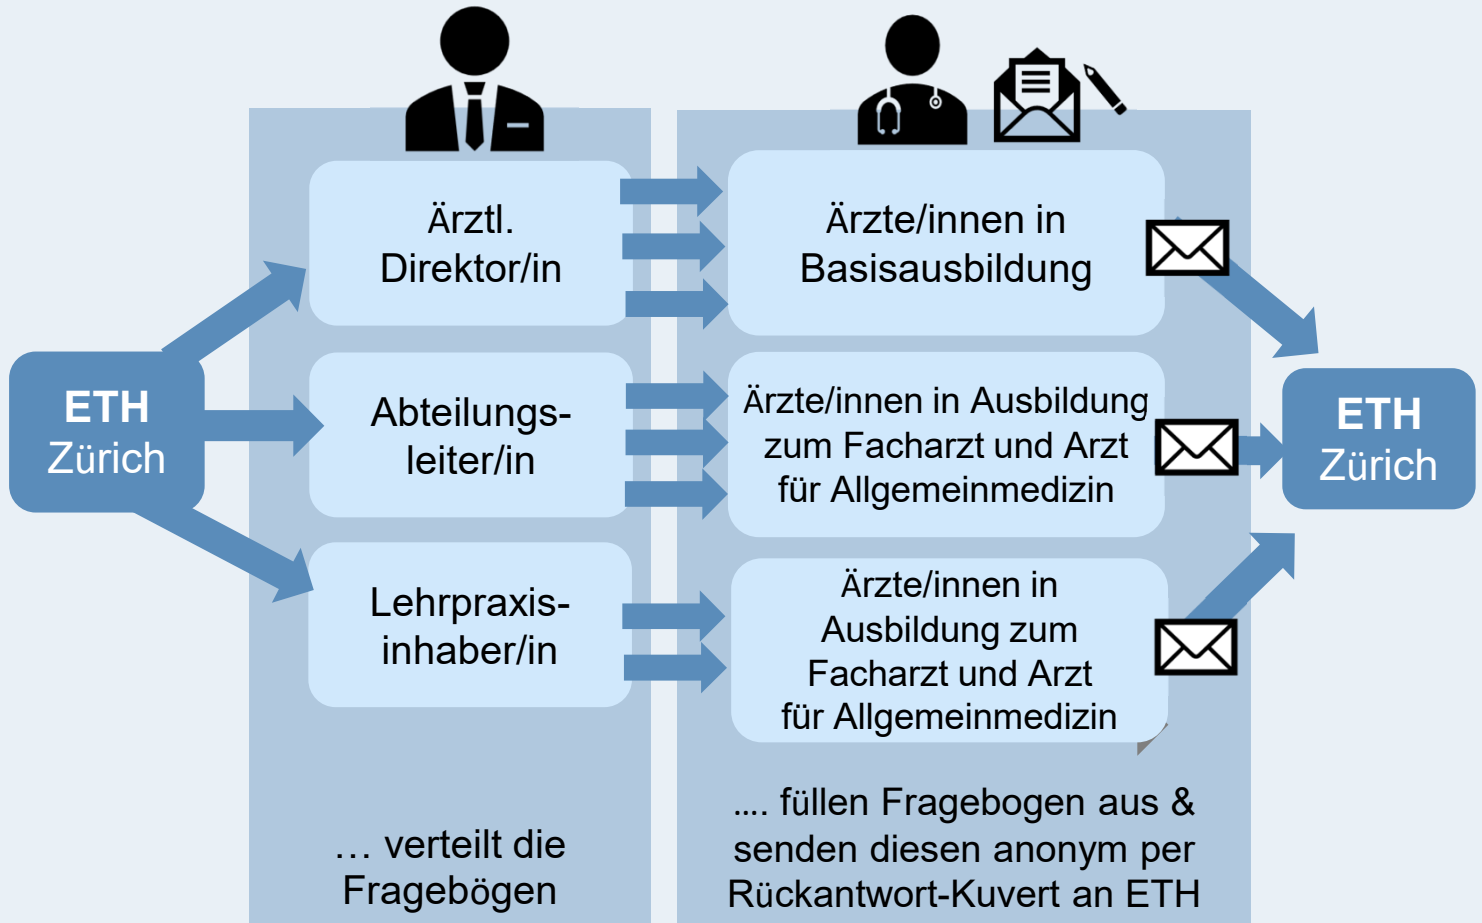 ETH
Zürich
Ärztl.
Direktor/in
Abteilungs-
leiter/in
Lehrpraxis-
inhaber/in
... verteilt die
Fragebögen
Ärzte/innen in
Basisausbildung
Ärzte/innen in Ausbildung
zum Facharzt und Arzt
für Allgemeinmedizin
Ärzte/innen in
Ausbildung zum
Facharzt und Arzt
für Allgemeinmedizin
.... füllen Fragebogen aus &
senden diesen anonym per
Rückantwort-Kuvert an ETH
ETH
Zürich